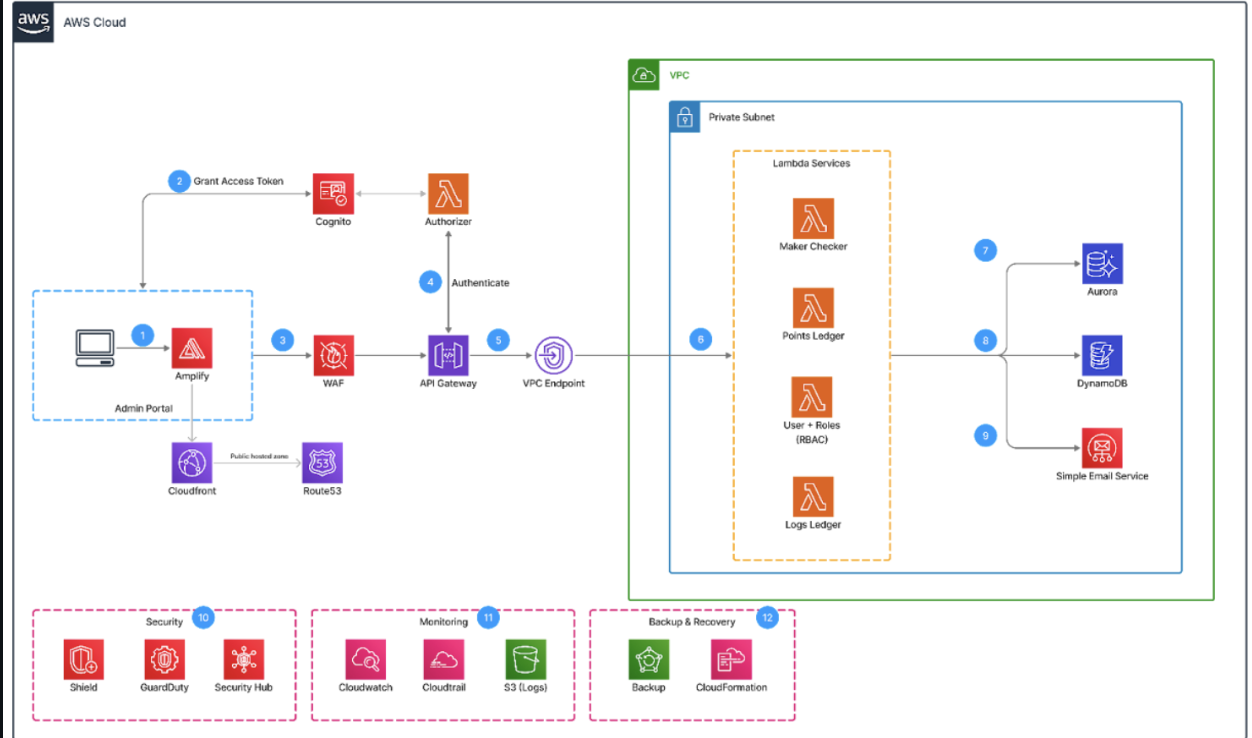 aws
AWS Cloud
VPC
Private Subnet
Lambda Services
2 Grant Access Token
Cognito
Authorizer
Maker Checker
7
4 Authenticate
Aurora
1
3
5
6
8
Points Ledger
Amplify
WAF
API Gateway
VPC Endpoint
DynamoDB
Admin Portal
User + Roles
(RBAC)
9
Public hosted zone
53
Cloudfront
Route53
Simple Email Service
Logs Ledger
Security 10
Monitoring 11
Backup & Recovery 12
Shield
GuardDuty
Security Hub
Cloudwatch
Cloudtrail
S3 (Logs)
Backup
CloudFormation